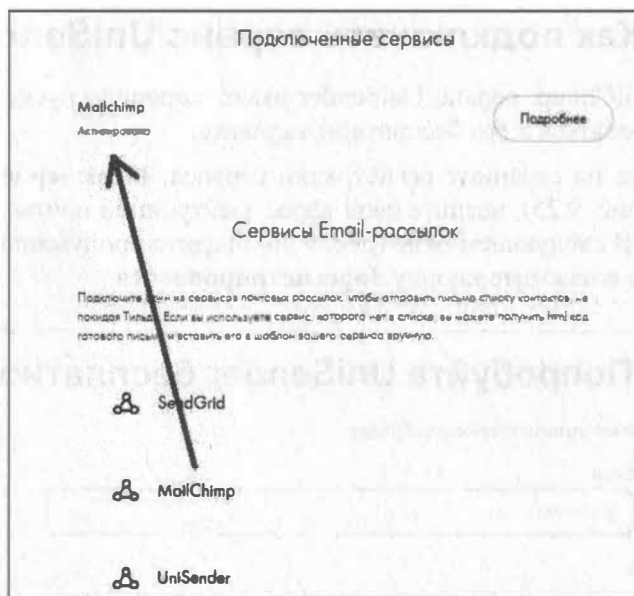 Подключенные сервисы
Mailchimp
Активировано
Подробнее
Сервисы Email-рассылок
Подключите один из сервисов почтовых рассылок, чтобы отправить письмо списку контактов, не
покидая Тильду. Если вы используете сервис, которого нет в списке, вы можете получить html код
готового письма и вставить его в шаблон вашего сервиса вручную.
SendGrid
MailChimp
UniSender